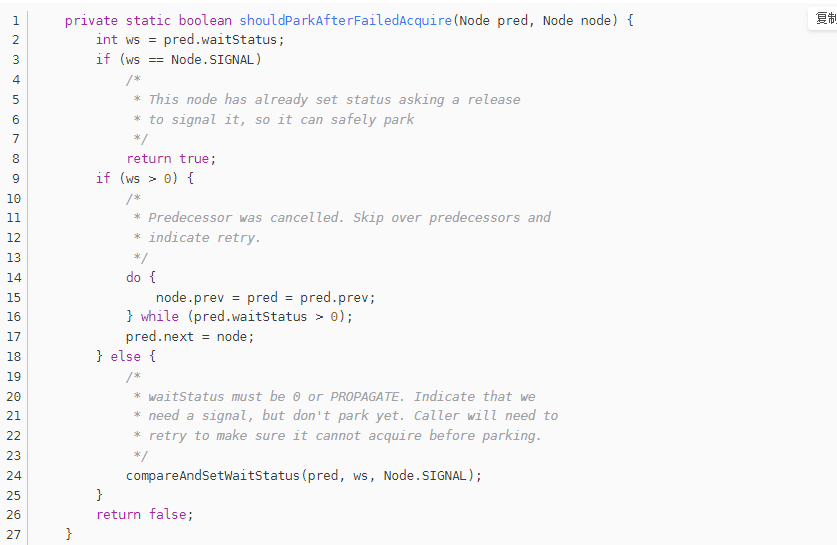 复制
1 private static boolean shouldParkAfterFailedAcquire(Node pred, Node node) {
2 int ws = pred.waitStatus;
3 if (ws == Node.SIGNAL)
4 /*
5 * This node has already set status asking a release
6 * to signal it, so it can safely park
7 */
8 return true;
9 if (ws > 0) {
10 /*
11 * Predecessor was cancelled. Skip over predecessors and
12 * indicate retry.
13 */
14 do {
15 node.prev = pred = pred.prev;
16 } while (pred.waitStatus > 0);
17 pred.next = node;
18 } else {
19 /*
20 * waitStatus must be 0 or PROPAGATE. Indicate that we
21 * need a signal, but don't park yet. Caller will need to
22 * retry to make sure it cannot acquire before parking.
23 */
24 compareAndSetWaitStatus(pred, ws, Node.SIGNAL);
25 }
26 return false;
27 }